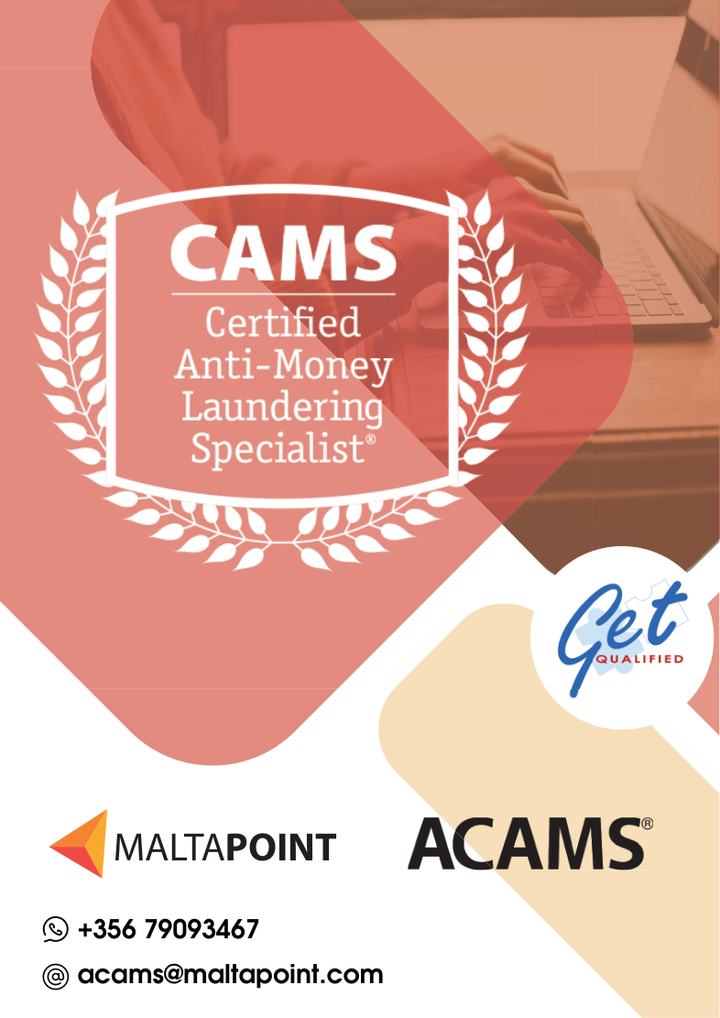 CAMS
Certified
Anti-Money
Laundering
Specialist®
Get
QUALIFIED
MALTAPOINT
ACAMS®
+356 79093467
@ acams@maltapoint.com